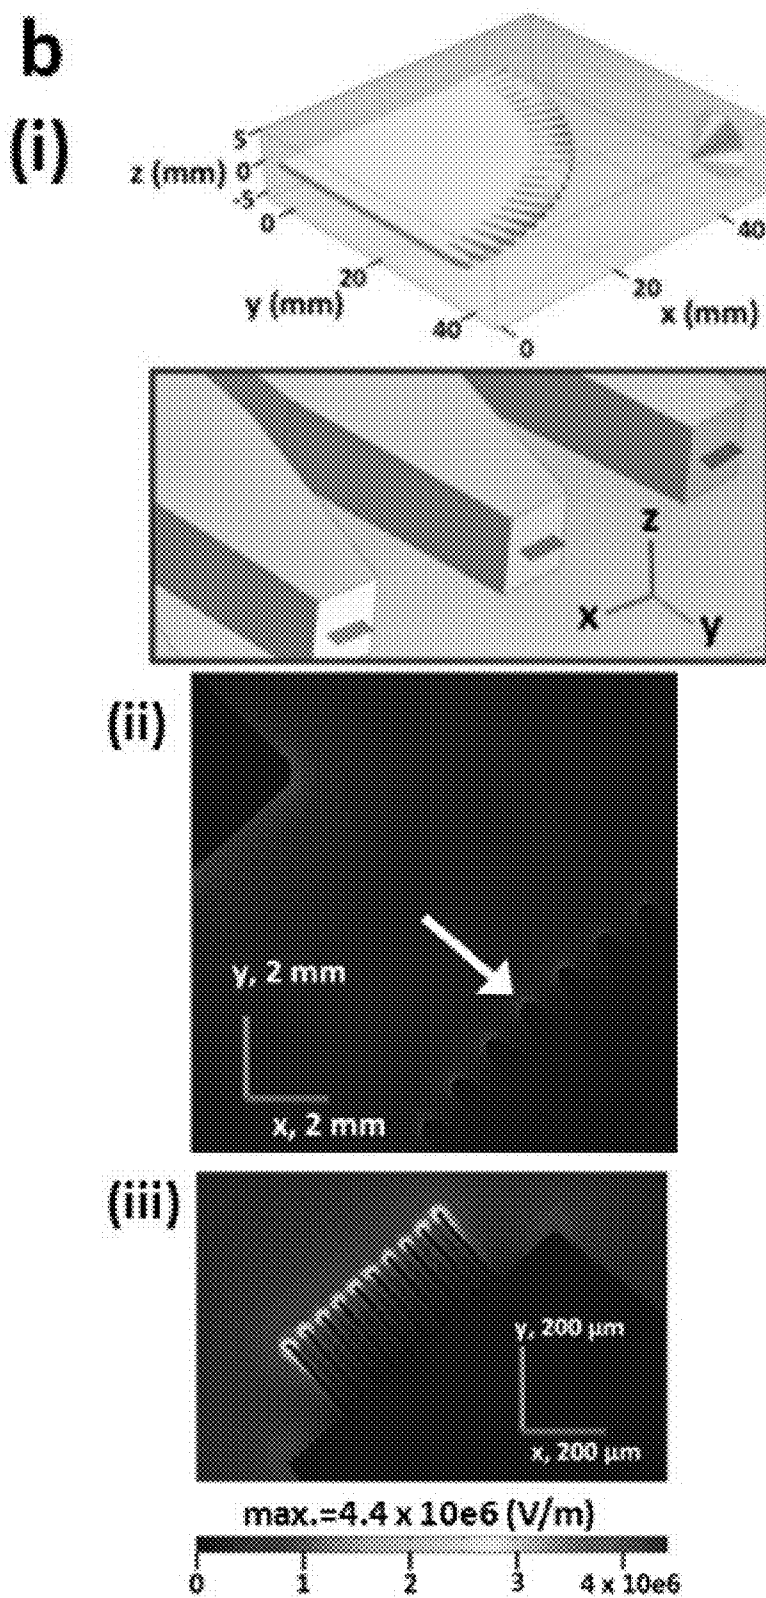 b
(i)
5
z (mm) 0
-5
0
20
y (mm)
40
40
20
x (mm)
0
z
x
y
(ii)
y, 2 mm
x, 2 mm
(iii)
y, 200 µm
x, 200 µm
max.=4.4 x 10e6 (V/m)
0 1 2 3 4 x 10e6